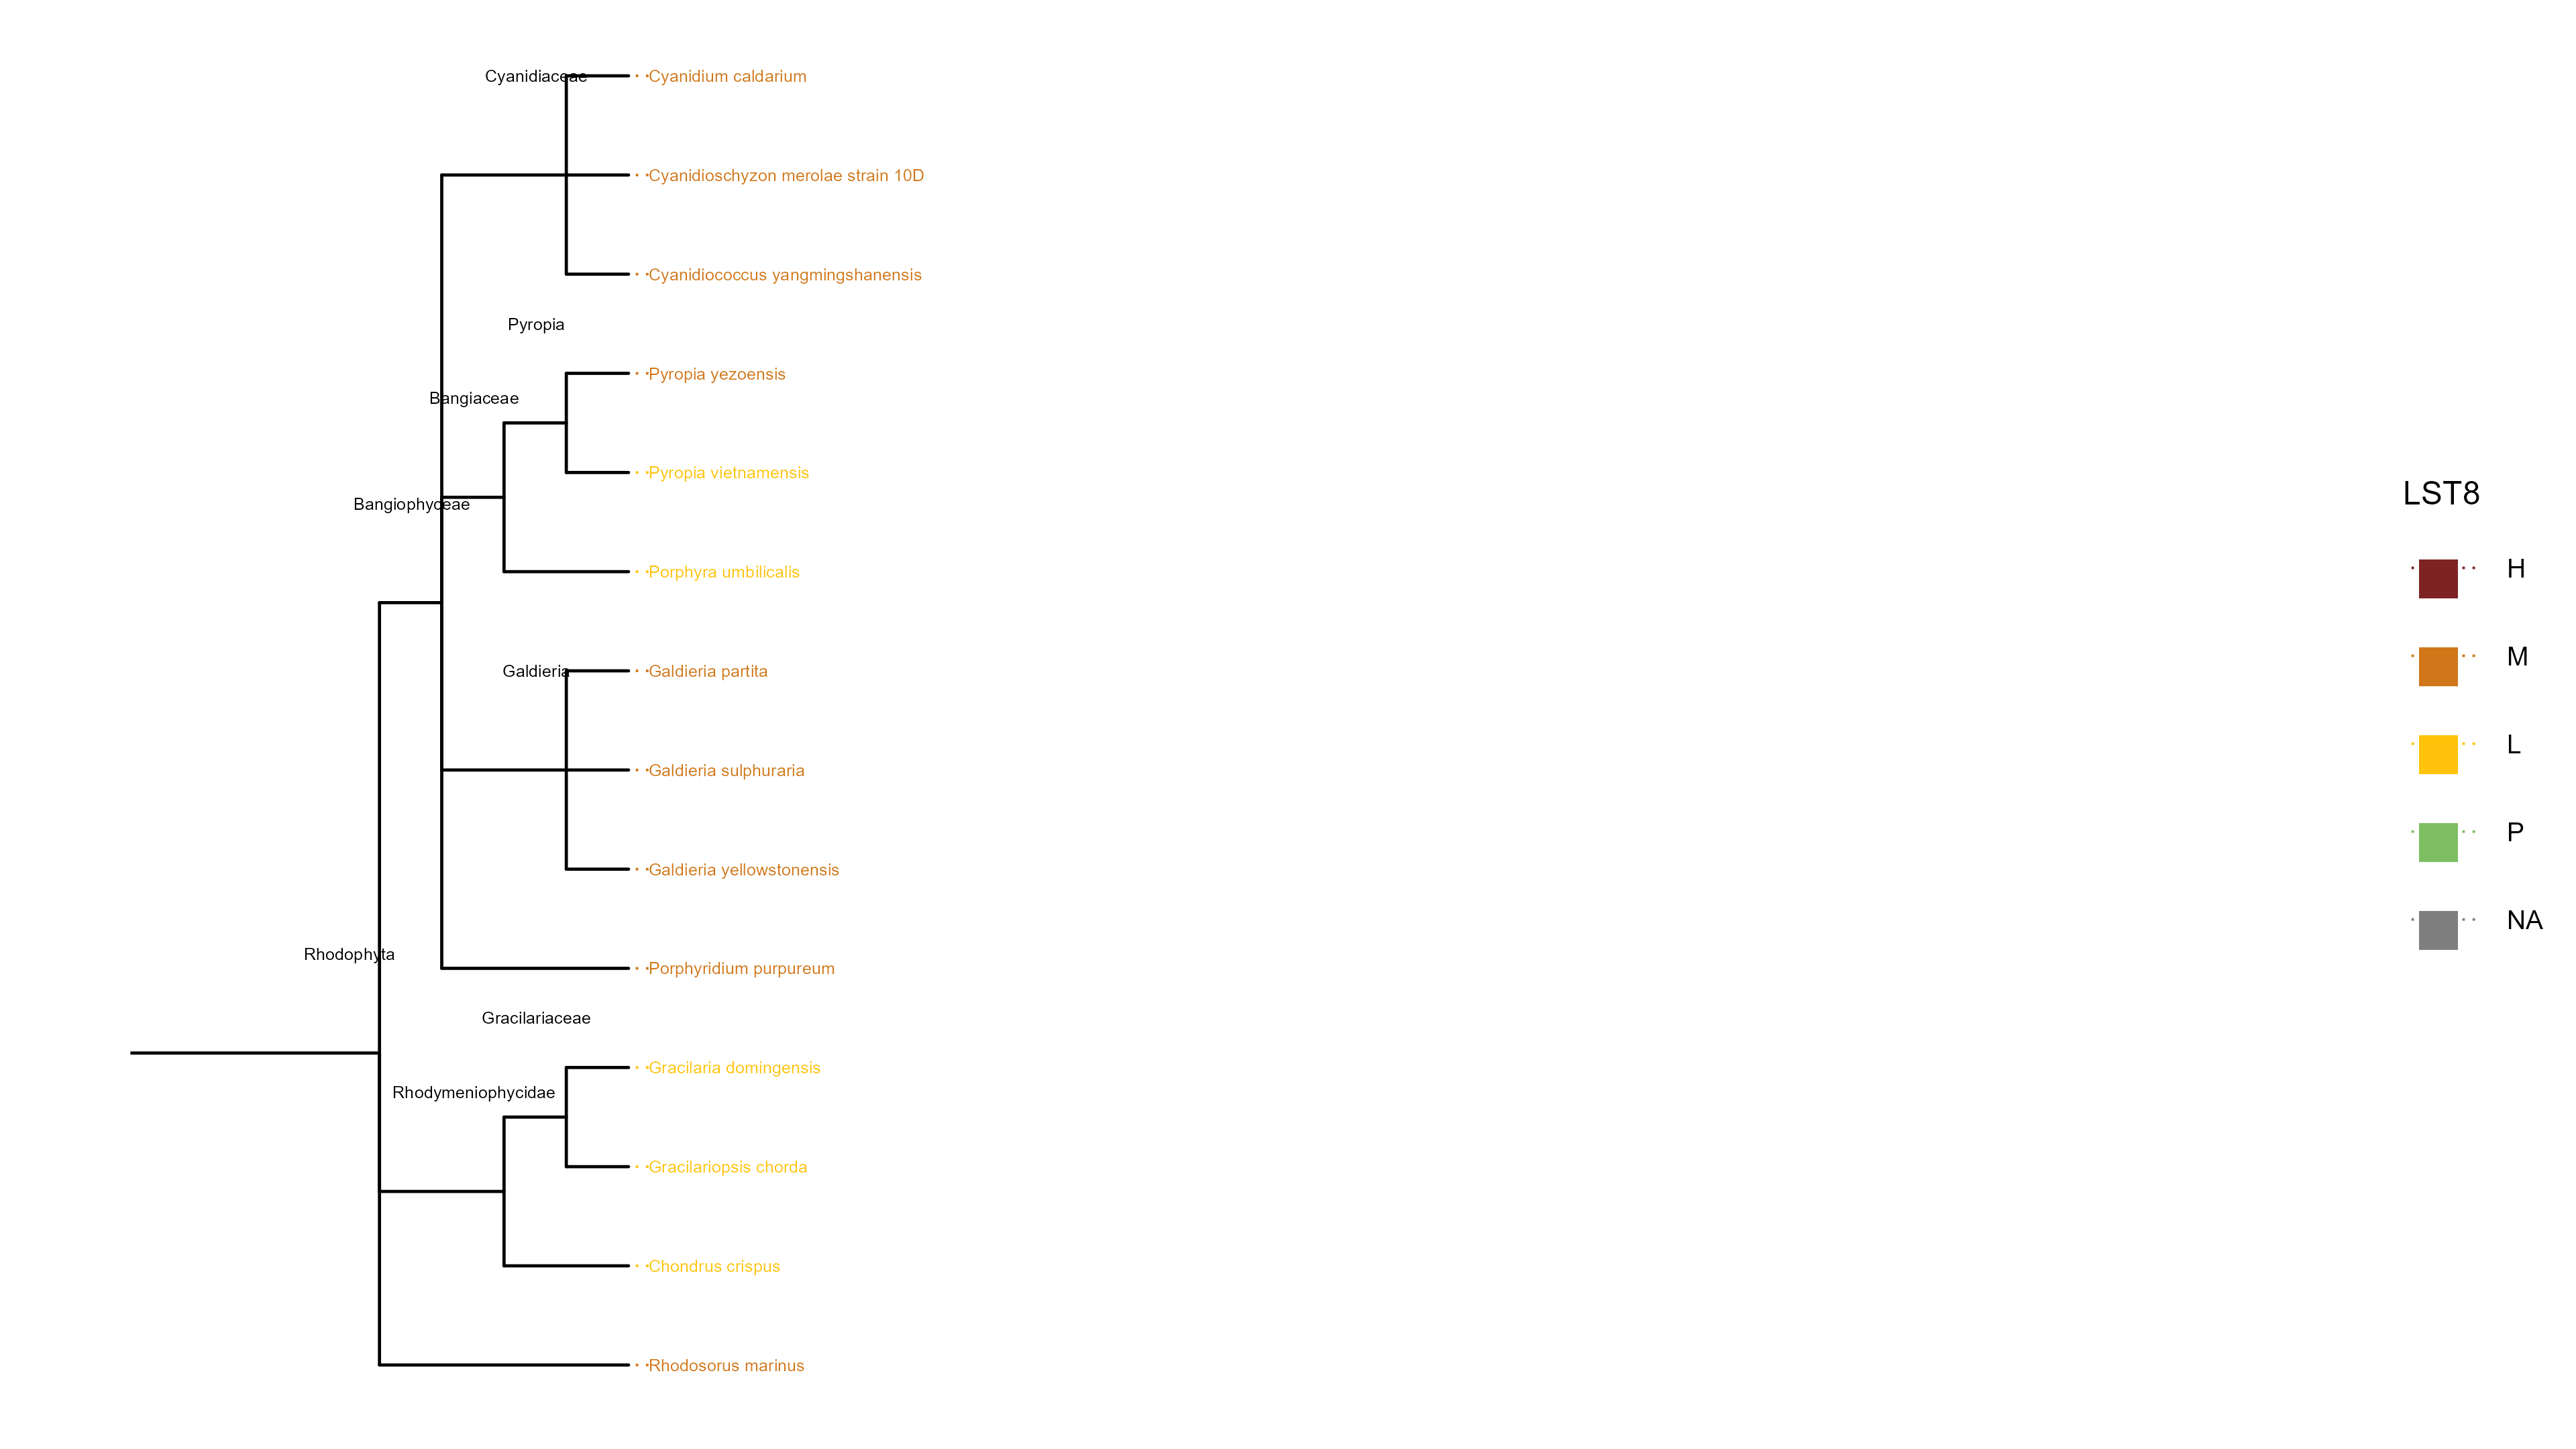 Cyanidiaceae
Cyanidium caldarium
Cyanidioschyzon merolae strain 10D
Cyanidiococcus yangmingshanensis
Pyropia
Pyropia yezoensis
Bangiaceae
Pyropia vietnamensis
Bangiophyceae
Porphyra umbilicalis
Galdieria
Galdieria partita
Galdieria sulphuraria
Galdieria yellowstonensis
Rhodophyta
Porphyridium purpureum
Gracilariaceae
Gracilaria domingensis
Rhodymeniophycidae
Gracilariopsis chorda
Chondrus crispus
Rhodosorus marinus
LST8
H
M
L
P
NA